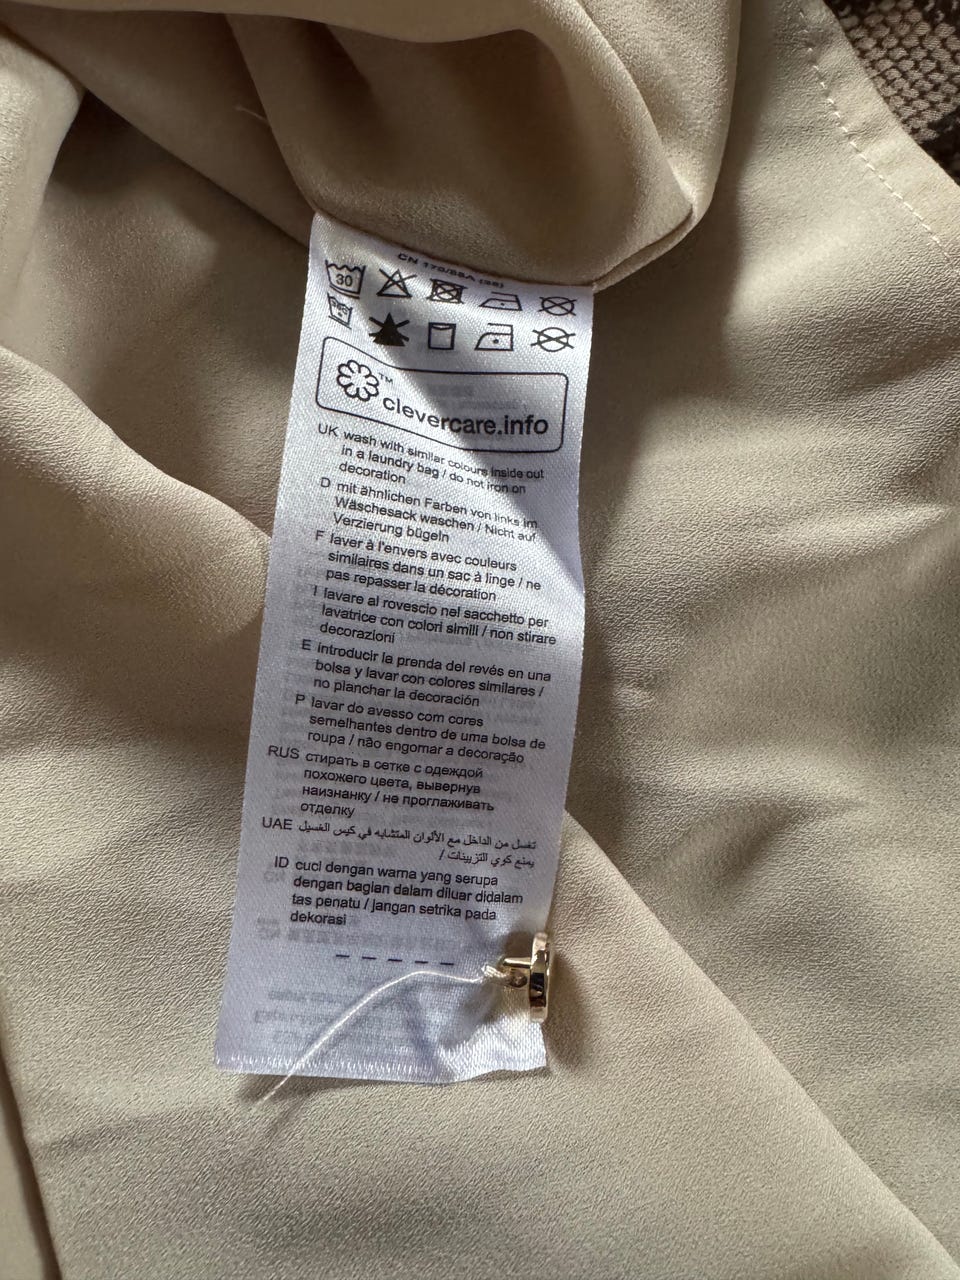 CN 170/88A (38)
30
™
clevercare.info
UK wash with similar colours inside out
in a laundry bag / do not iron on
decoration
D mit ähnlichen Farben von links im
Wäschesack waschen / Nicht auf
Verzierung bügeln
F laver à l'envers avec couleurs
similaires dans un sac à linge / ne
pas repasser la décoration
I lavare al rovescio nel sacchetto per
lavatrice con colori simili / non stirare
decorazioni
E introducir la prenda del revés en una
bolsa y lavar con colores similares /
no planchar la decoración
P lavar do avesso com cores
semelhantes dentro de uma bolsa de
roupa / não engomar a decoração
RUS стирать в сетке с одеждой
похожего цвета, вывернув
наизнанку / не проглаживать
отделку
UAE تغسل من الداخل مع الألوان المتشابه في كيس الغسيل
/ يمنع كوي التزيينات
ID cuci dengan warna yang serupa
dengan bagian dalam diluar didalam
tas penatu / jangan setrika pada
dekorasi